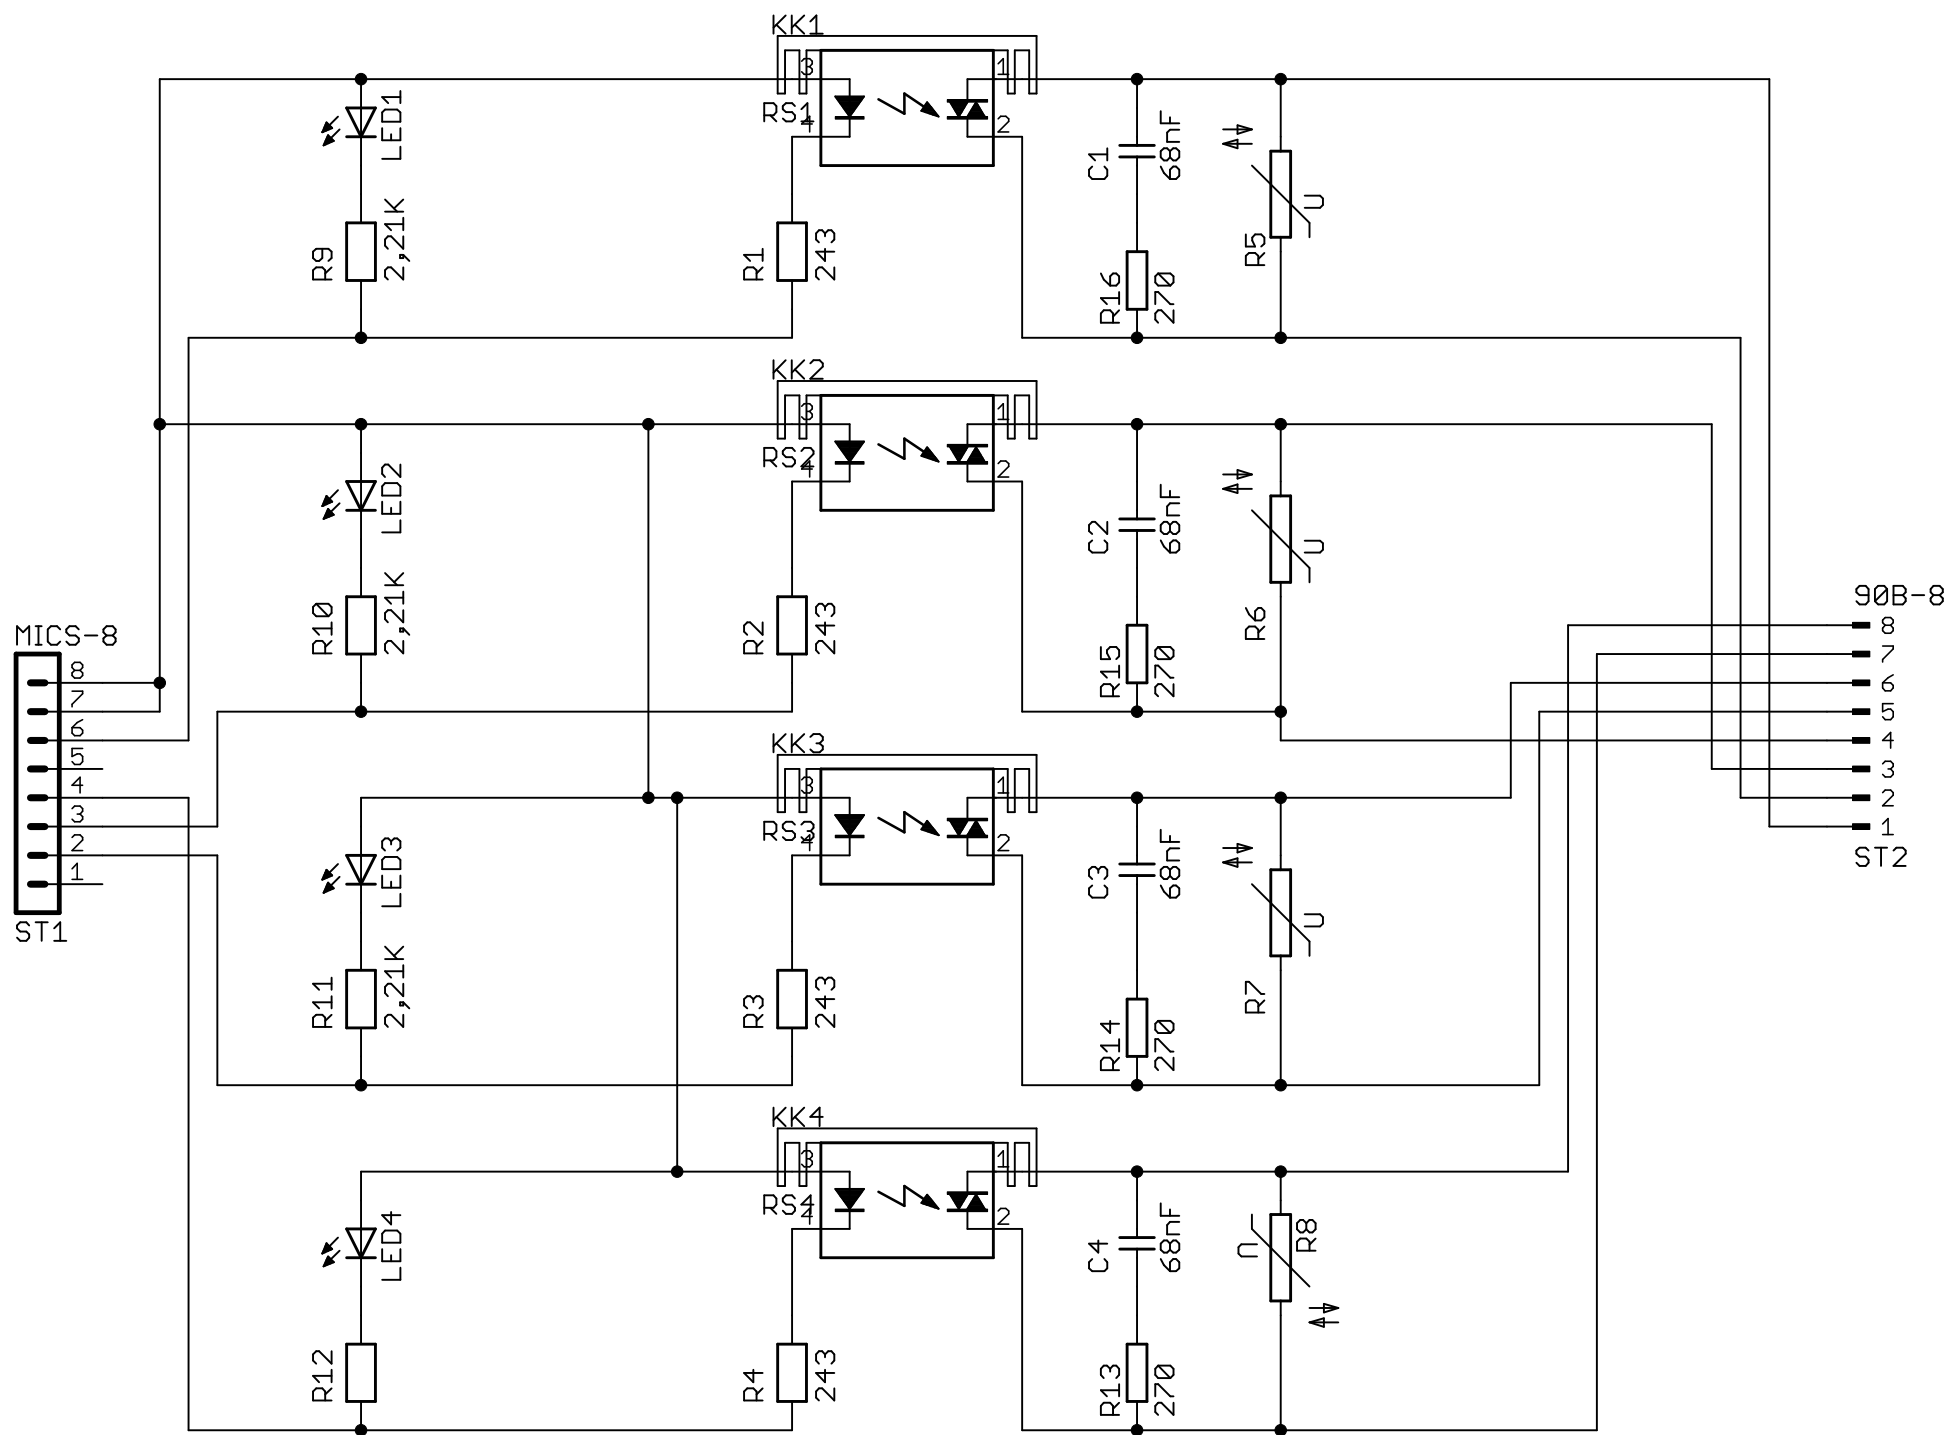 KK1
3
1
RS1
4
2
LED1
C1
68nF
U
R9
2,21K
R1
243
R16
270
R5
KK2
3
1
RS2
4
2
LED2
C2
68nF
U
R10
2,21K
R2
243
R15
270
R6
MICS-8
8
7
6
5
4
3
2
1
ST1
90B-8
8
7
6
5
4
3
2
1
ST2
KK3
3
1
RS3
4
2
LED3
C3
68nF
U
R11
2,21K
R3
243
R14
270
R7
KK4
3
1
RS4
4
2
LED4
C4
68nF
U
R8
R12
R4
243
R13
270